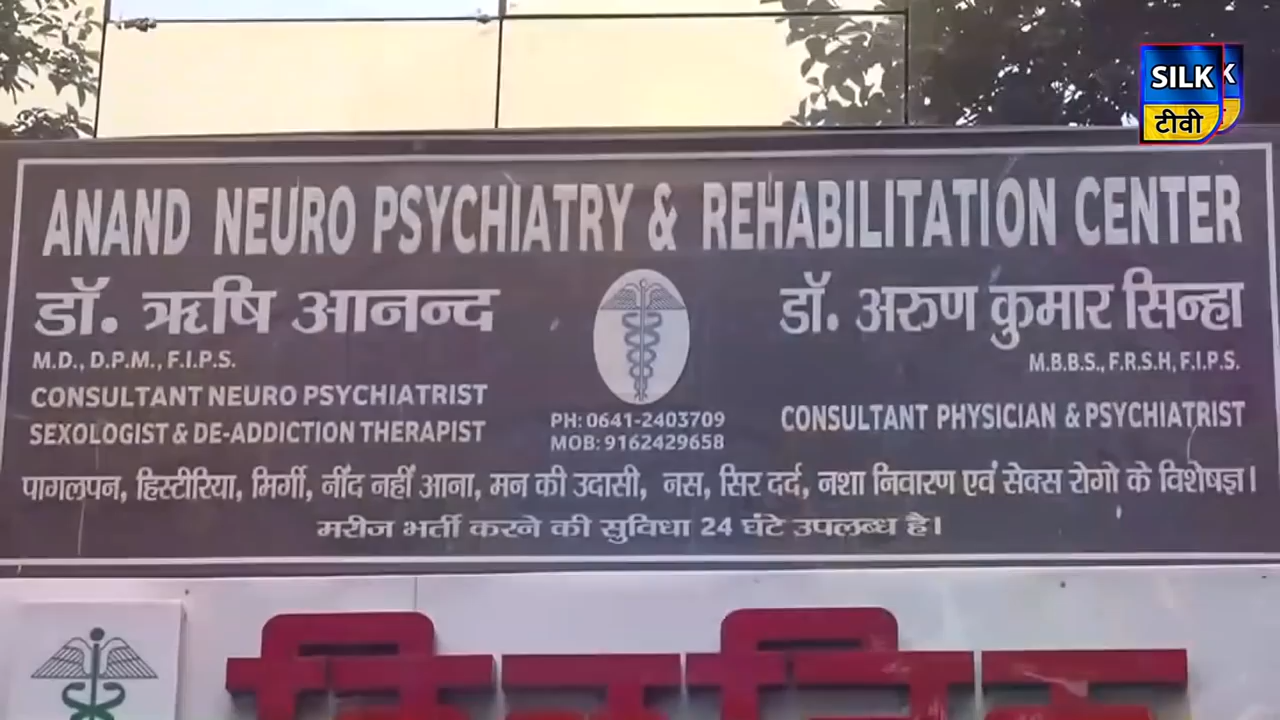 SILK
टीवी
ANAND NEURO PSYCHIATRY & REHABILITATION CENTER
डॉ. ऋषि आनन्द
M.D., D.P.M., F.I.P.S.
CONSULTANT NEURO PSYCHIATRIST
SEXOLOGIST & DE-ADDICTION THERAPIST
PH: 0641-2403709
MOB: 9162429658
डॉ. अरुण कुमार सिन्हा
M.B.B.S., F.R.S.H, F.I.P.S.
CONSULTANT PHYSICIAN & PSYCHIATRIST
पागलपन, हिस्टीरिया, मिर्गी, नींद नहीं आना, मन की उदासी, नस, सिर दर्द, नशा निवारण एवं सेक्स रोगो के विशेषज्ञ।
मरीज भर्ती करने की सुविधा 24 घंटे उपलब्ध है।